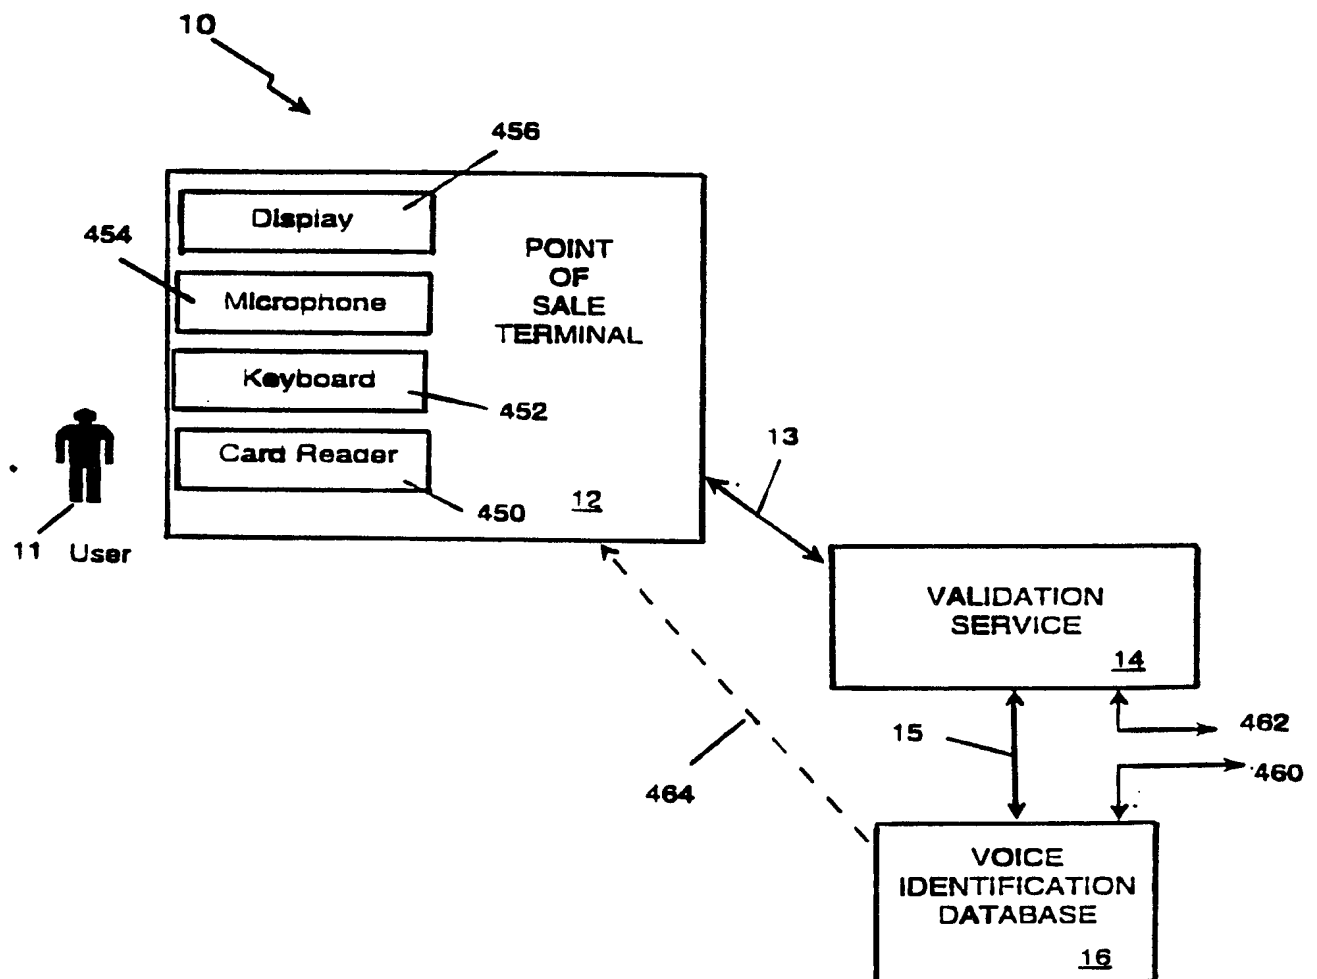 10
456
Display
454
POINT
OF
SALE
TERMINAL
Microphone
Keyboard
452
Card Reader
450
12
13
11 User
VALIDATION
SERVICE
14
15
462
460
464
VOICE
IDENTIFICATION
DATABASE
16